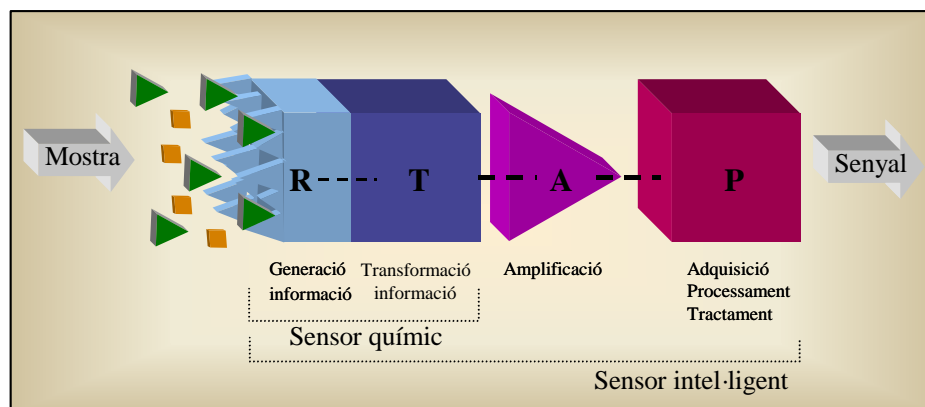 Mostra
R
T
A
P
Senyal
Generació
informació
Transformació
informació
Amplificació
Adquisició
Processament
Tractament
Sensor químic
Sensor intel·ligent